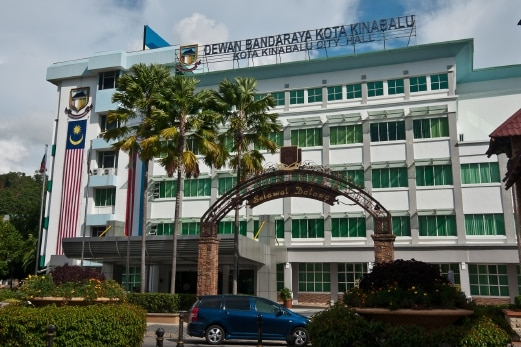 DEWAN BANDARAYA KOTA KINABALU
KOTA KINABALU CITY HALL
Selamat Datang